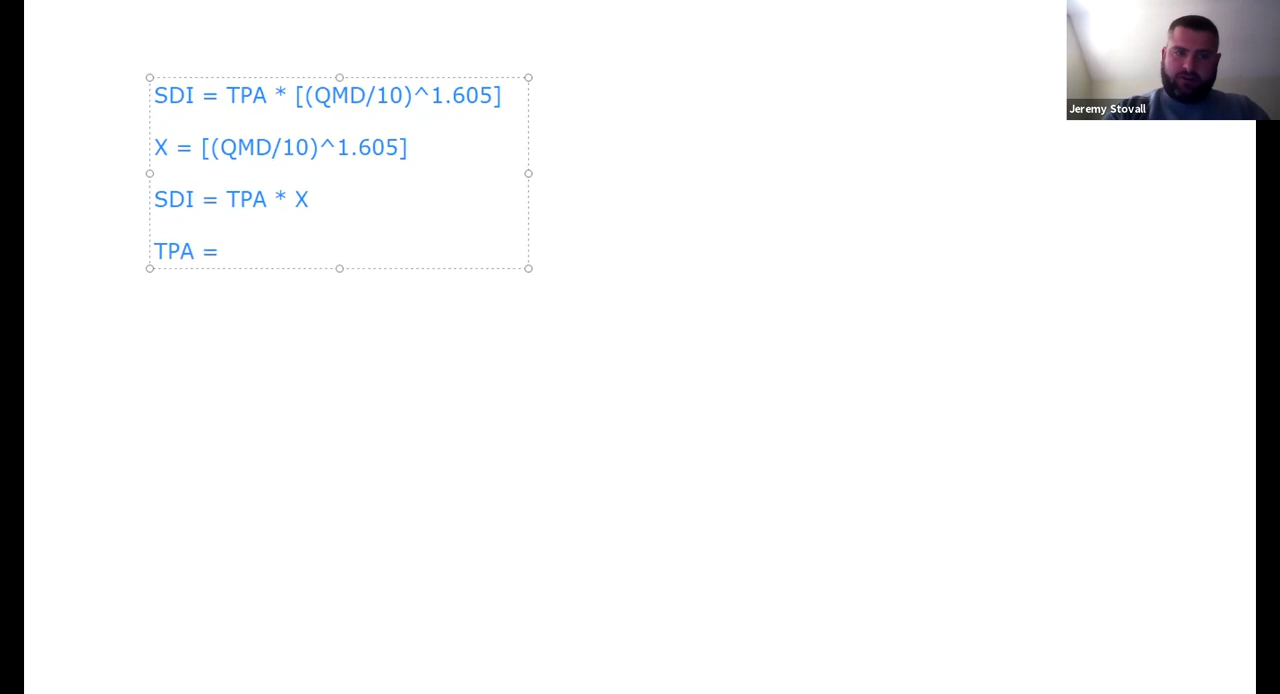 SDI = TPA * [(QMD/10)^1.605]
X = [(QMD/10)^1.605]
SDI = TPA * X
TPA =
Jeremy Stovall